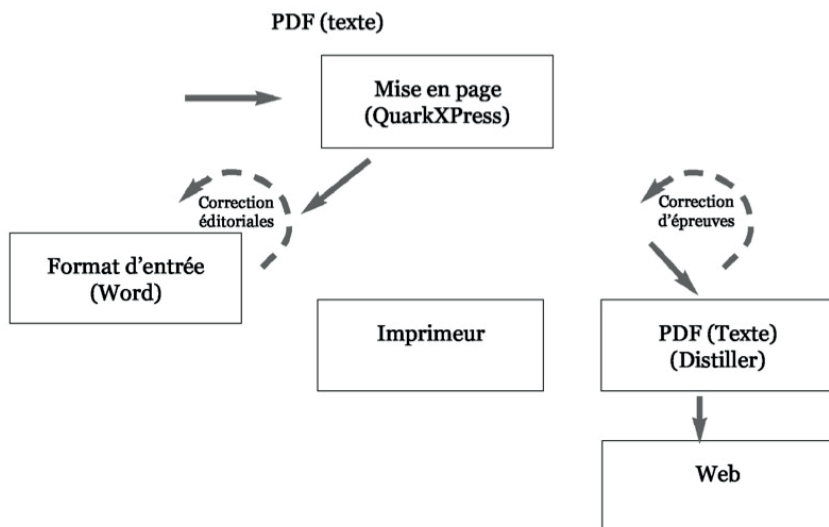 PDF (texte)
Mise en page
(QuarkXPress)
Correction
éditoriales
Correction
d'épreuves
Format d'entrée
(Word)
Imprimeur
PDF (Texte)
(Distiller)
Web